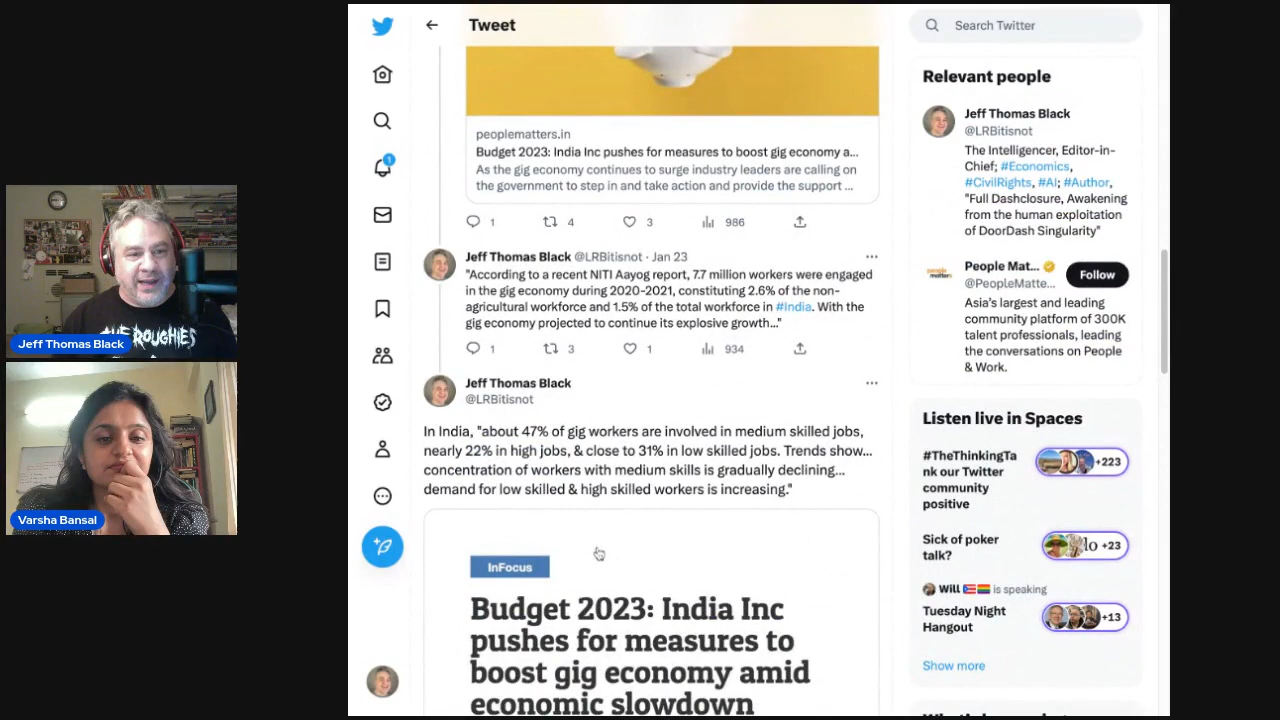 THE ROUGHIES
Jeff Thomas Black
Varsha Bansal
Tweet
peoplematters.in
Budget 2023: India Inc pushes for measures to boost gig economy a...
As the gig economy continues to surge industry leaders are calling on
the government to step in and take action and provide the support ...
1
4
3
986
Jeff Thomas Black @LRBitisnot · Jan 23
"According to a recent NITI Aayog report, 7.7 million workers were engaged
in the gig economy during 2020-2021, constituting 2.6% of the non-
agricultural workforce and 1.5% of the total workforce in #India. With the
gig economy projected to continue its explosive growth..."
1
3
1
934
Jeff Thomas Black
@LRBitisnot
In India, "about 47% of gig workers are involved in medium skilled jobs,
nearly 22% in high jobs, & close to 31% in low skilled jobs. Trends show...
concentration of workers with medium skills is gradually declining...
demand for low skilled & high skilled workers is increasing."
InFocus
Budget 2023: India Inc
pushes for measures to
boost gig economy amid
economic slowdown
1
Search Twitter
Relevant people
Jeff Thomas Black
@LRBitisnot
The Intelligencer, Editor-in-
Chief; #Economics,
#CivilRights, #AI; #Author,
"Full Dashclosure, Awakening
from the human exploitation
of DoorDash Singularity"
people matters
People Mat...
@PeopleMatte...
Follow
Asia's largest and leading
community platform of 300K
talent professionals, leading
the conversations on People
& Work.
Listen live in Spaces
#TheThinkingTa
nk our Twitter
community
positive
+223
Sick of poker
talk?
lo +23
Will is speaking
Tuesday Night
Hangout
+13
Show more